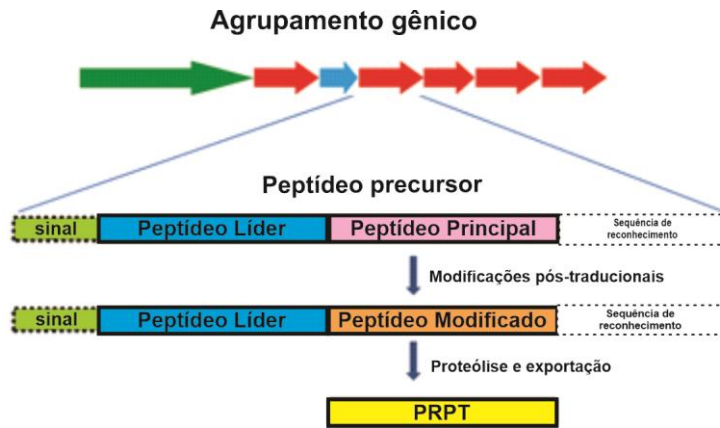 Agrupamento gênico
Peptídeo precursor
sinal Peptídeo Líder Peptídeo Principal Sequência de
reconhecimento
Modificações pós-traducionais
sinal Peptídeo Líder Peptídeo Modificado Sequência de
reconhecimento
Proteólise e exportação
PRPT